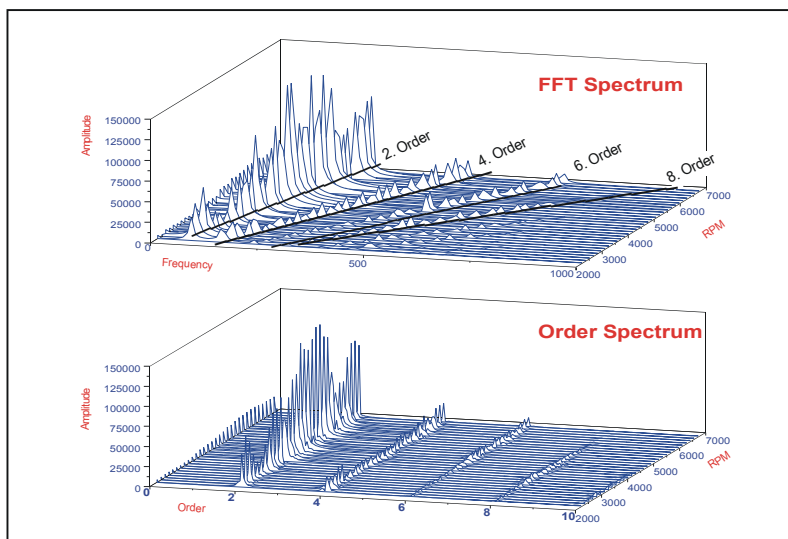 FFT Spectrum
150000
125000
100000
75000
50000
25000
0
Amplitude
2. Order
4. Order
6. Order
8. Order
0
500
1000
Frequency
2000
3000
4000
5000
6000
7000
RPM
Order Spectrum
150000
125000
100000
75000
50000
25000
0
Amplitude
0
2
4
6
8
10
Order
2000
3000
4000
5000
6000
7000
RPM